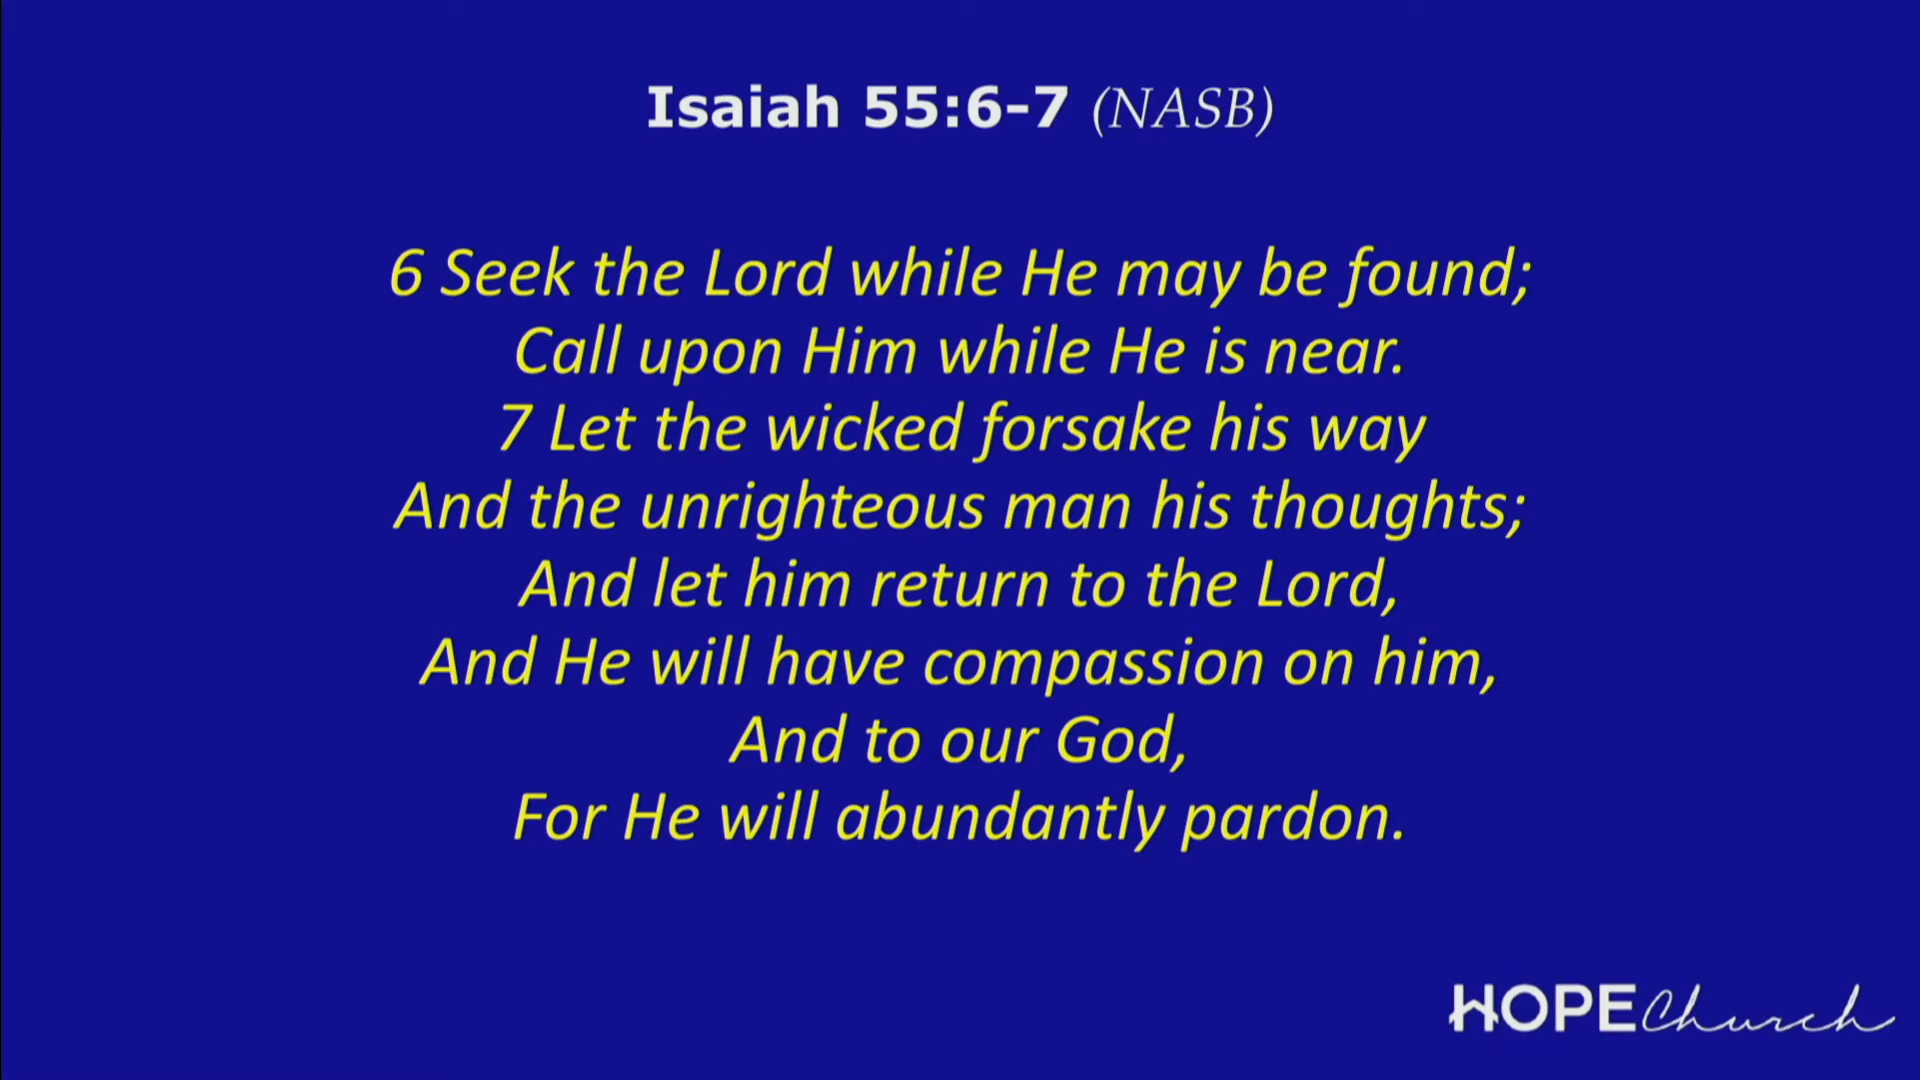 Isaiah 55:6-7 (NASB)
6 Seek the Lord while He may be found;
Call upon Him while He is near.
7 Let the wicked forsake his way
And the unrighteous man his thoughts;
And let him return to the Lord,
And He will have compassion on him,
And to our God,
For He will abundantly pardon.
HOPE Church